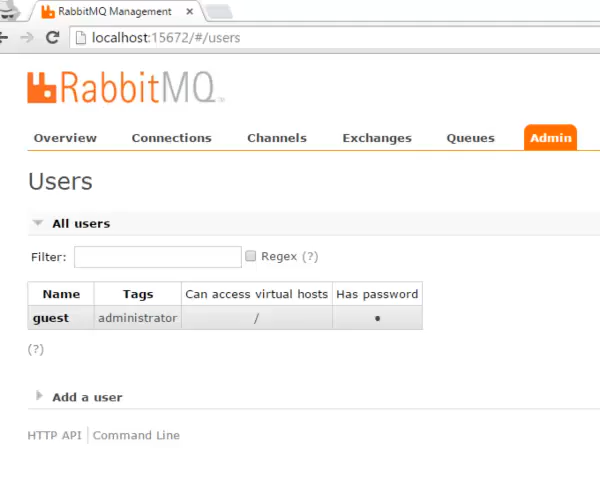 RabbitMQ Management
localhost:15672/#/users
RabbitMQ™
Overview Connections Channels Exchanges Queues Admin
Users
All users
Filter: Regex (?)
Name Tags Can access virtual hosts Has password
guest administrator / •
(?)
Add a user
HTTP API Command Line